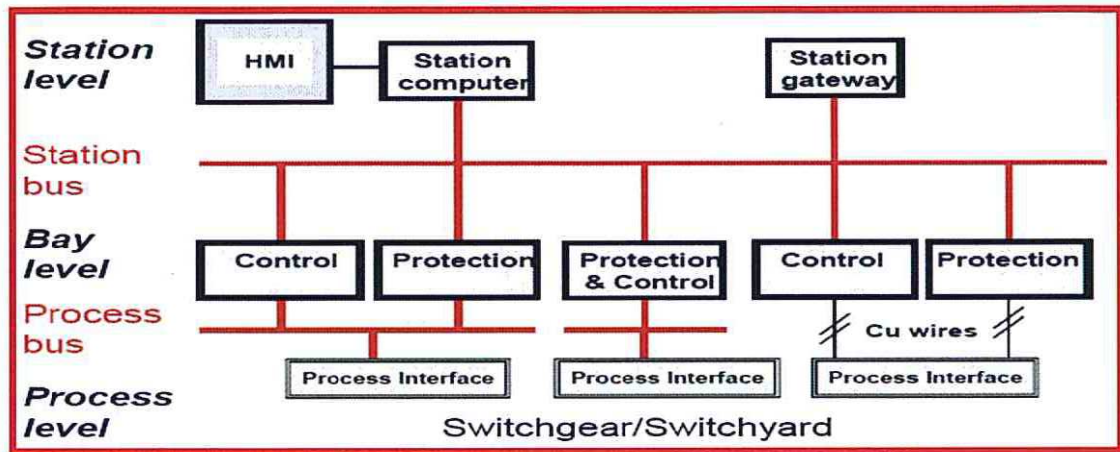 Station
level
HMI
Station
computer
Station
gateway
Station
bus
Bay
level
Control
Protection
Protection
& Control
Control
Protection
Process
bus
Cu wires
Process Interface
Process Interface
Process Interface
Process
level
Switchgear/Switchyard